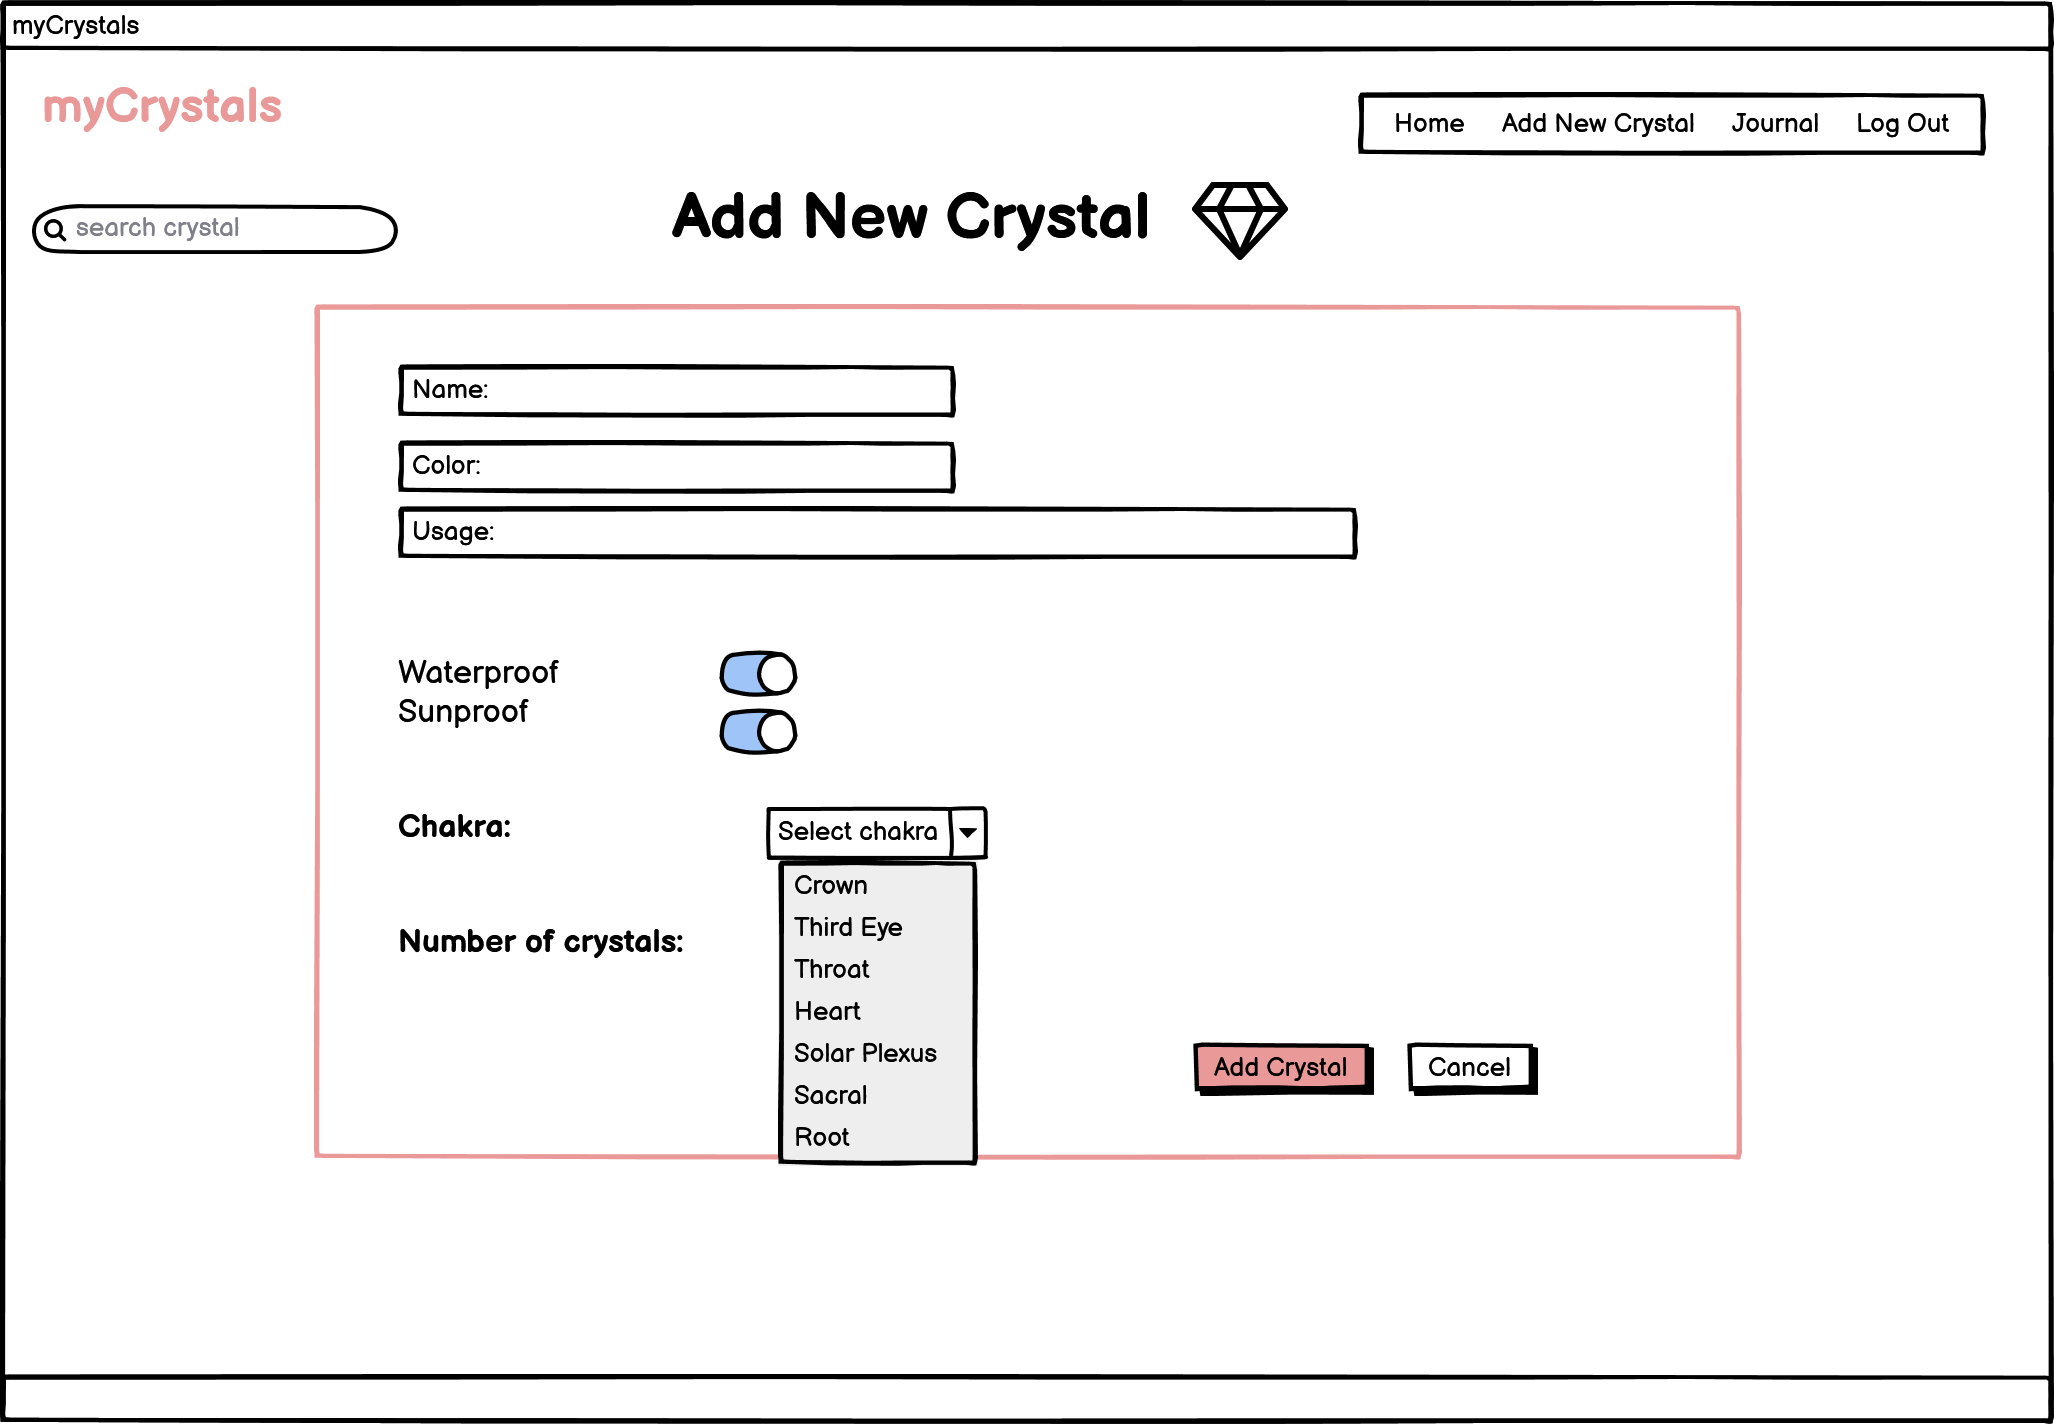 myCrystals
myCrystals
Home Add New Crystal Journal Log Out
search crystal
Add New Crystal
Name:
Color:
Usage:
Waterproof
Sunproof
Chakra:
Select chakra
Crown
Third Eye
Throat
Heart
Solar Plexus
Sacral
Root
Number of crystals:
Add Crystal
Cancel